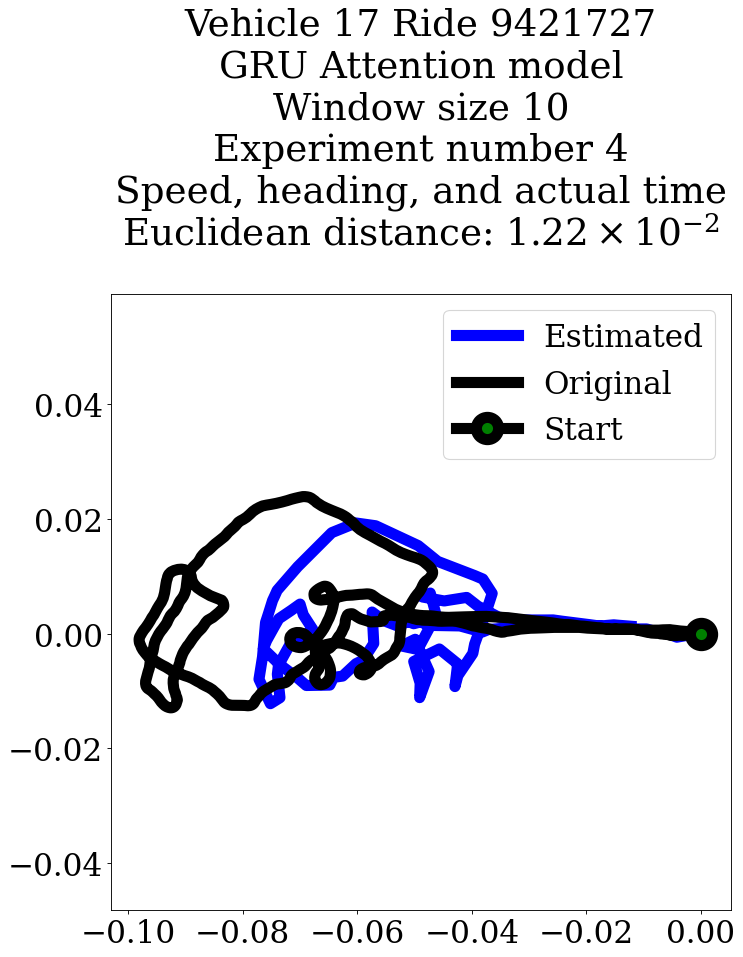 Vehicle 17 Ride 9421727
GRU Attention model
Window size 10
Experiment number 4
Speed, heading, and actual time
Euclidean distance: 1.22 × 10⁻²
Estimated
Original
Start
0.04
0.02
0.00
−0.02
−0.04
−0.10 −0.08 −0.06 −0.04 −0.02 0.00